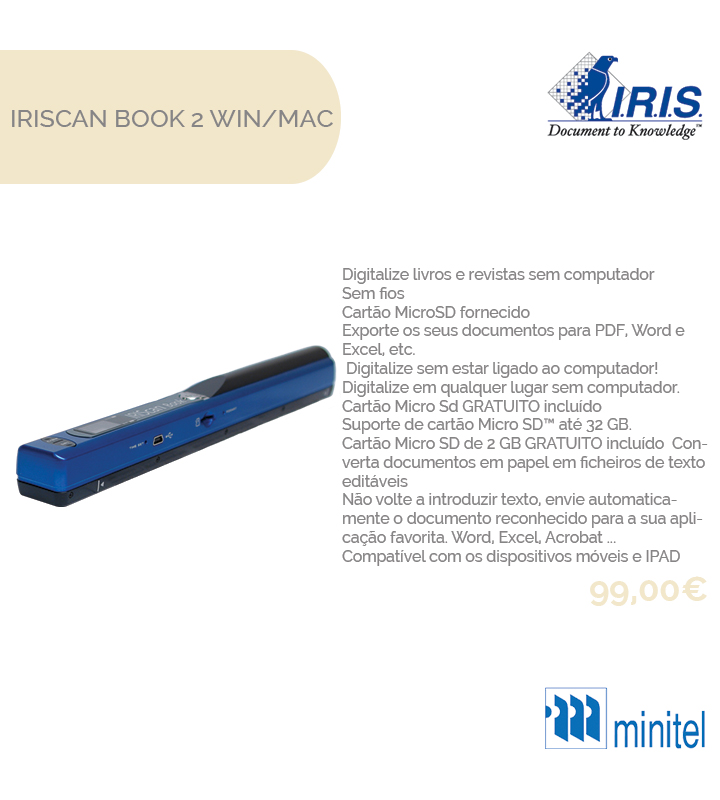 IRISCAN BOOK 2 WIN/MAC
I.R.I.S.
Document to Knowledge™
Digitalize livros e revistas sem computador
Sem fios
Cartão MicroSD fornecido
Exporte os seus documentos para PDF, Word e
Excel, etc.
Digitalize sem estar ligado ao computador!
Digitalize em qualquer lugar sem computador.
Cartão Micro Sd GRATUITO incluído
Suporte de cartão Micro SD™ até 32 GB.
Cartão Micro SD de 2 GB GRATUITO incluído Con-
verta documentos em papel em ficheiros de texto
editáveis
Não volte a introduzir texto, envie automatica-
mente o documento reconhecido para a sua apli-
cação favorita. Word, Excel, Acrobat ...
Compatível com os dispositivos móveis e IPAD
IRIScan Book
99,00€
minitel